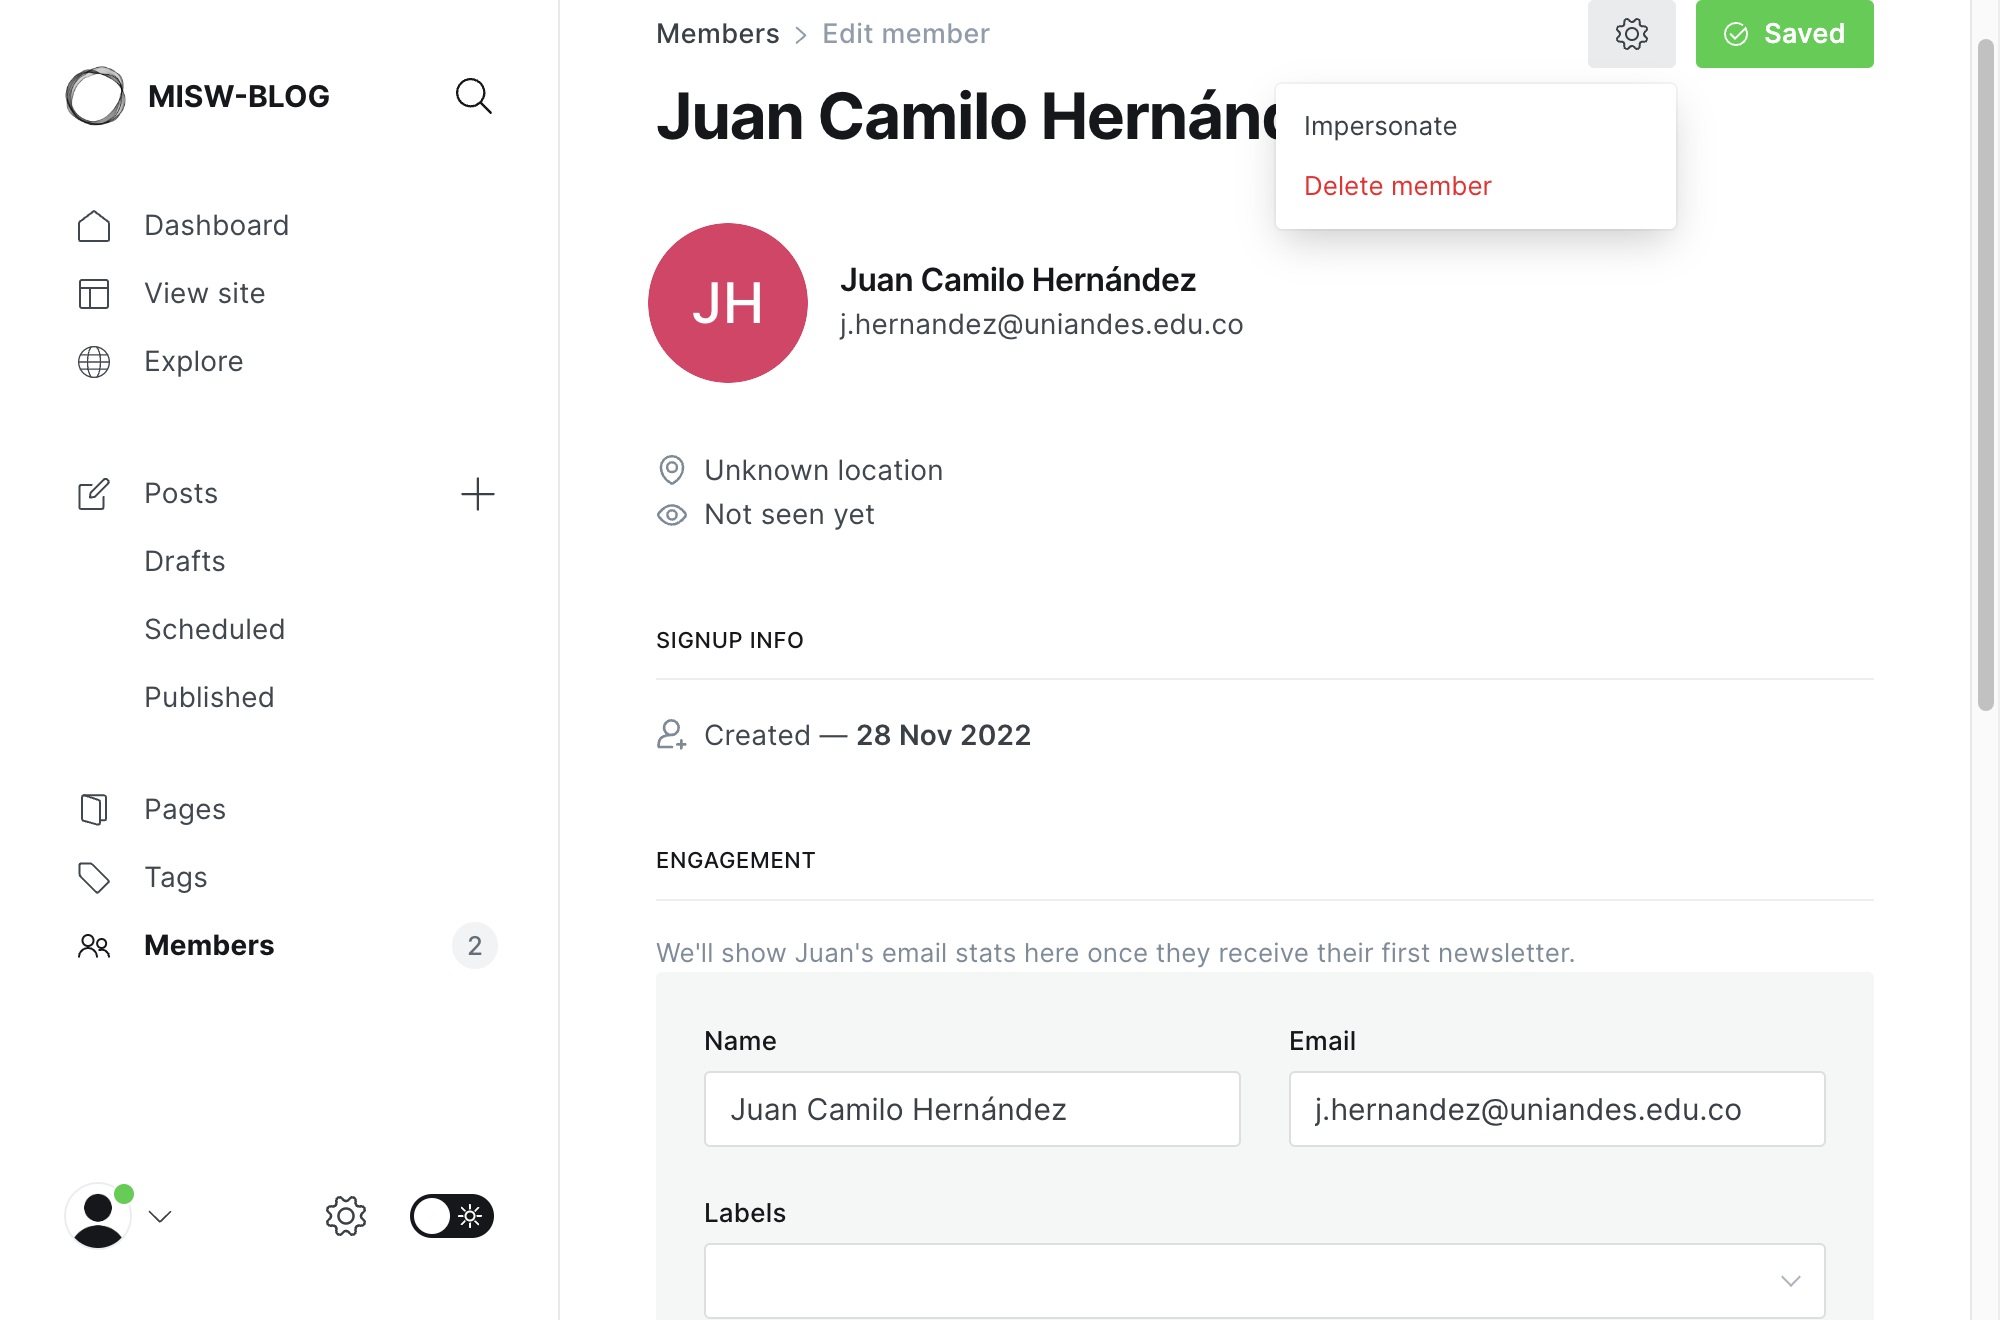 MISW-BLOG
Dashboard
View site
Explore
Posts
Drafts
Scheduled
Published
Pages
Tags
Members
2
Members > Edit member
Saved
Juan Camilo Hernánd
Impersonate
Delete member
JH
Juan Camilo Hernández
j.hernandez@uniandes.edu.co
Unknown location
Not seen yet
SIGNUP INFO
Created — 28 Nov 2022
ENGAGEMENT
We'll show Juan's email stats here once they receive their first newsletter.
Name
Juan Camilo Hernández
Email
j.hernandez@uniandes.edu.co
Labels